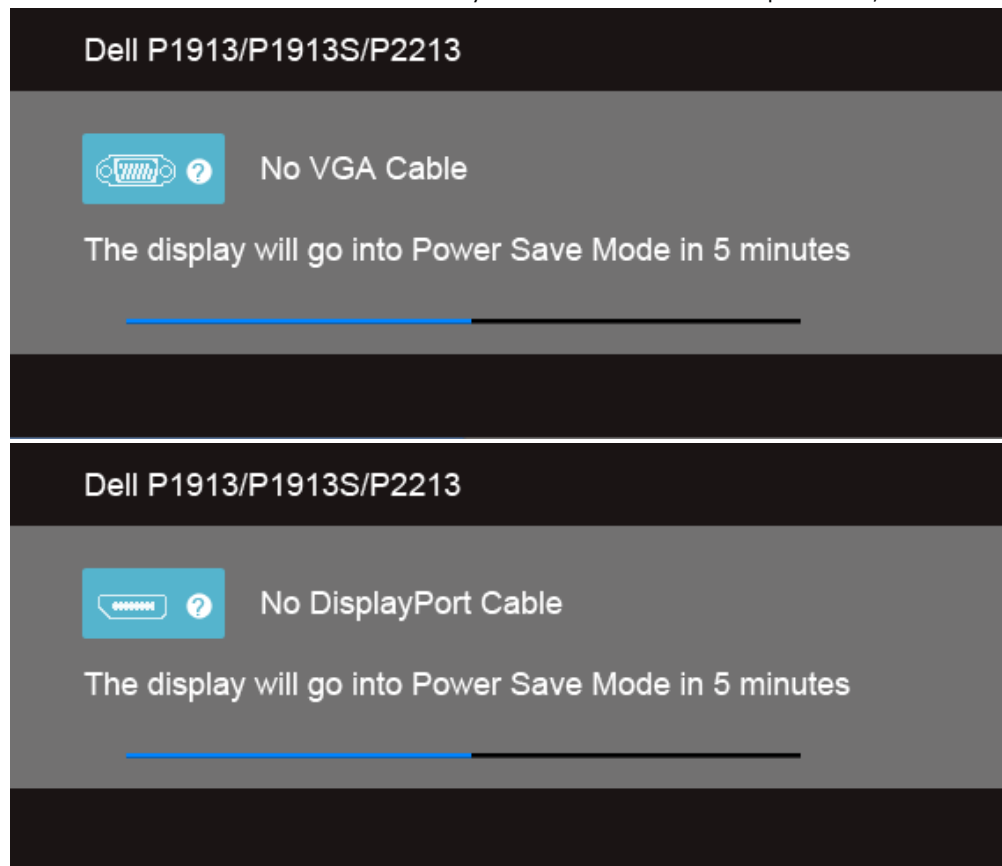 Dell P1913/P1913S/P2213
No VGA Cable
The display will go into Power Save Mode in 5 minutes
Dell P1913/P1913S/P2213
No DisplayPort Cable
The display will go into Power Save Mode in 5 minutes